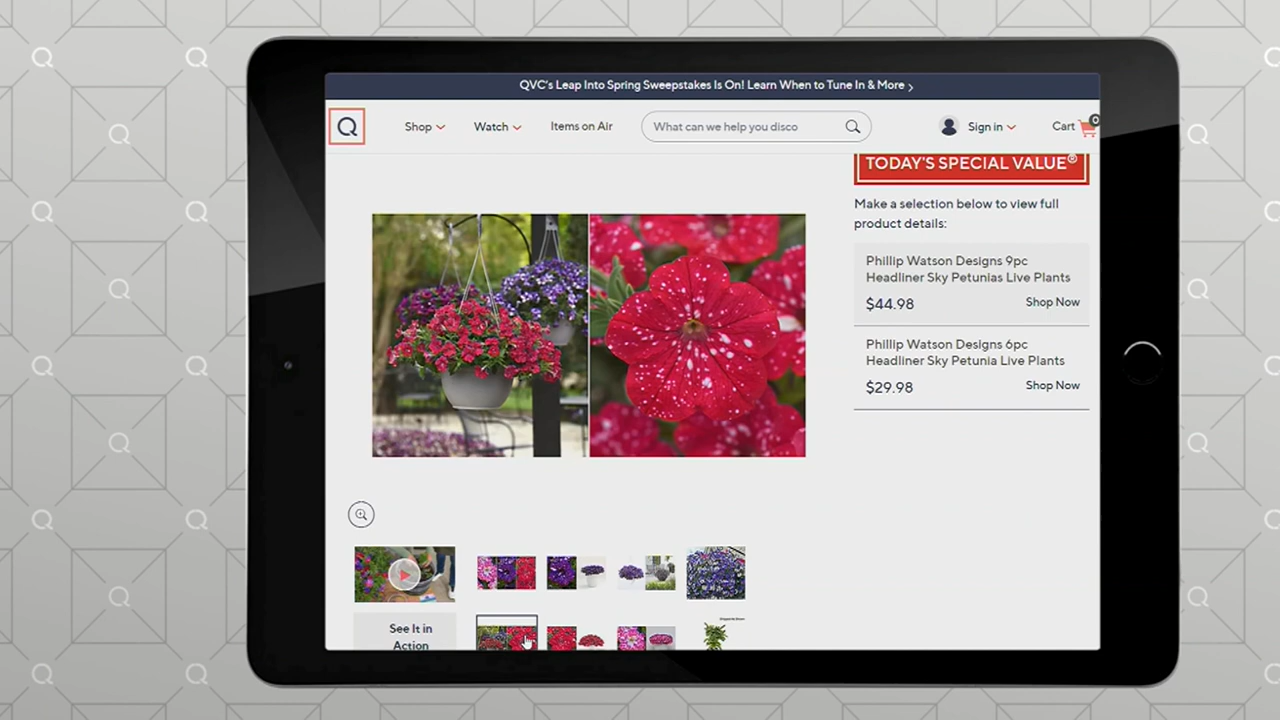 QVC's Leap Into Spring Sweepstakes Is On! Learn When to Tune In & More
Q Shop Watch Items on Air What can we help you disco Sign in Cart 0
TODAY'S SPECIAL VALUE®
Make a selection below to view full
product details:
Phillip Watson Designs 9pc
Headliner Sky Petunias Live Plants
$44.98 Shop Now
Phillip Watson Designs 6pc
Headliner Sky Petunia Live Plants
$29.98 Shop Now
See It in
Action